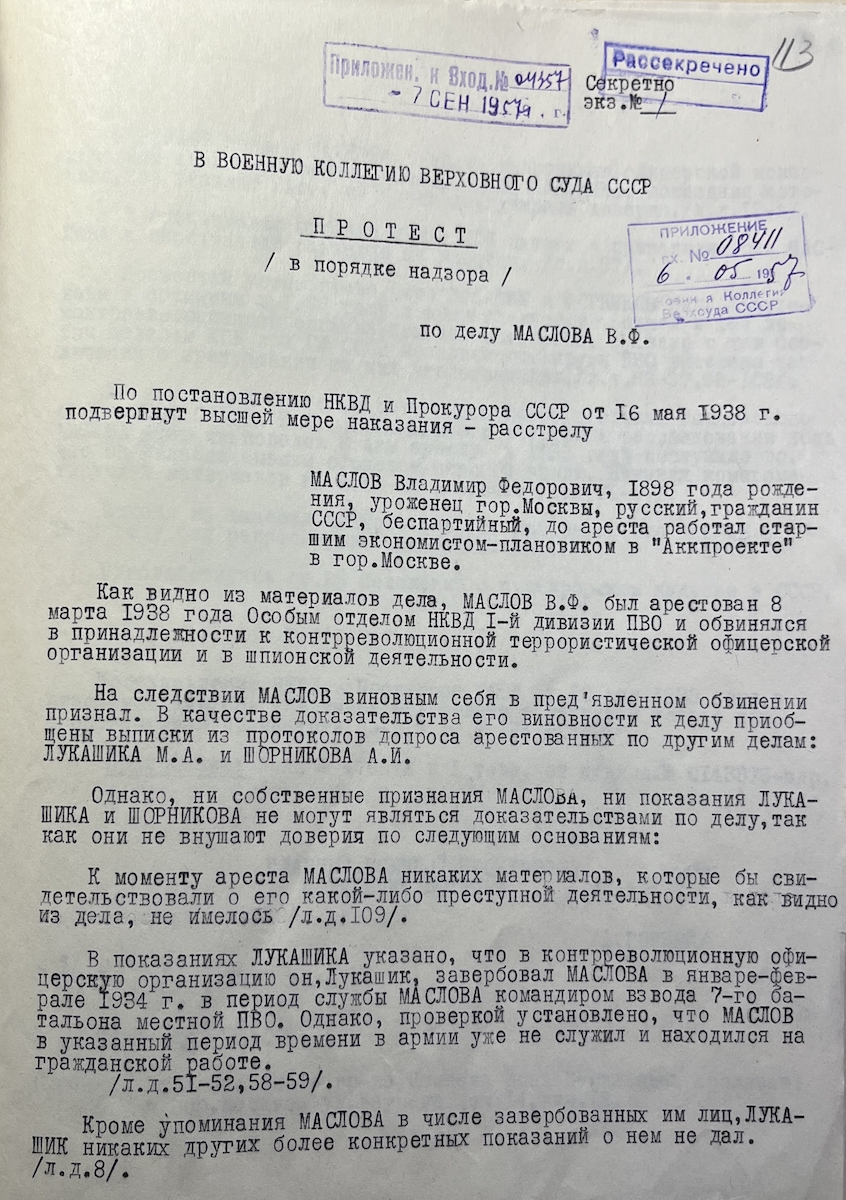 113
Приложен. к Вход.№ 04357
- 7 СЕН 1957 г.
Рассекречено
Секретно
экз.№ 1
В ВОЕННУЮ КОЛЛЕГИЮ ВЕРХОВНОГО СУДА СССР
П Р О Т Е С Т
/ в порядке надзора /
ПРИЛОЖЕНИЕ
вх. № 08411
6. 05 1957
Коллегии
Верхсуда СССР
по делу МАСЛОВА В.Ф.
По постановлению НКВД и Прокурора СССР от 16 мая 1938 г.
подвергнут высшей мере наказания – расстрелу
МАСЛОВ Владимир Федорович, 1898 года рожде-
ния, уроженец гор.Москвы, русский,гражданин
СССР, беспартийный, до ареста работал стар-
шим экономистом-плановиком в "Аккпроекте"
в гор.Москве.
Как видно из материалов дела, МАСЛОВ В.Ф. был арестован 8
марта 1938 года Особым отделом НКВД I-й дивизии ПВО и обвинялся
в принадлежности к контрреволюционной террористической офицерской
организации и в шпионской деятельности.
На следствии МАСЛОВ виновным себя в пред'явленном обвинении
признал. В качестве доказательства его виновности к делу приоб-
щены выписки из протоколов допроса арестованных по другим делам:
ЛУКАШИКА М.А. и ШОРНИКОВА А.И.
Однако, ни собственные признания МАСЛОВА, ни показания ЛУКА-
ШИКА и ШОРНИКОВА не могут являться доказательствами по делу,так
как они не внушают доверия по следующим основаниям:
К моменту ареста МАСЛОВА никаких материалов, которые бы сви-
детельствовали о его какой-либо преступной деятельности, как видно
из дела, не имелось /л.д.109/.
В показаниях ЛУКАШИКА указано, что в контрреволюционную офи-
церскую организацию он,Лукашик, завербовал МАСЛОВА в январе-фев-
рале 1934 г. в период службы МАСЛОВА командиром взвода 7-го ба-
тальона местной ПВО. Однако, проверкой установлено, что МАСЛОВ
в указанный период времени в армии уже не служил и находился на
гражданской работе.
/л.д.51-52,58-59/.
Кроме упоминания МАСЛОВА в числе завербованных им лиц,ЛУКА-
ШИК никаких других более конкретных показаний о нем не дал.
/л.д.8/.